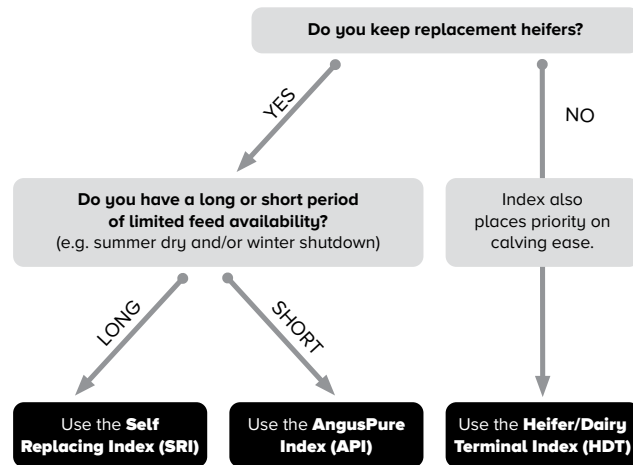 Do you keep replacement heifers?
YES
NO
Do you have a long or short period
of limited feed availability?
(e.g. summer dry and/or winter shutdown)
Index also
places priority on
calving ease.
LONG
SHORT
Use the Self
Replacing Index (SRI)
Use the AngusPure
Index (API)
Use the Heifer/Dairy
Terminal Index (HDT)